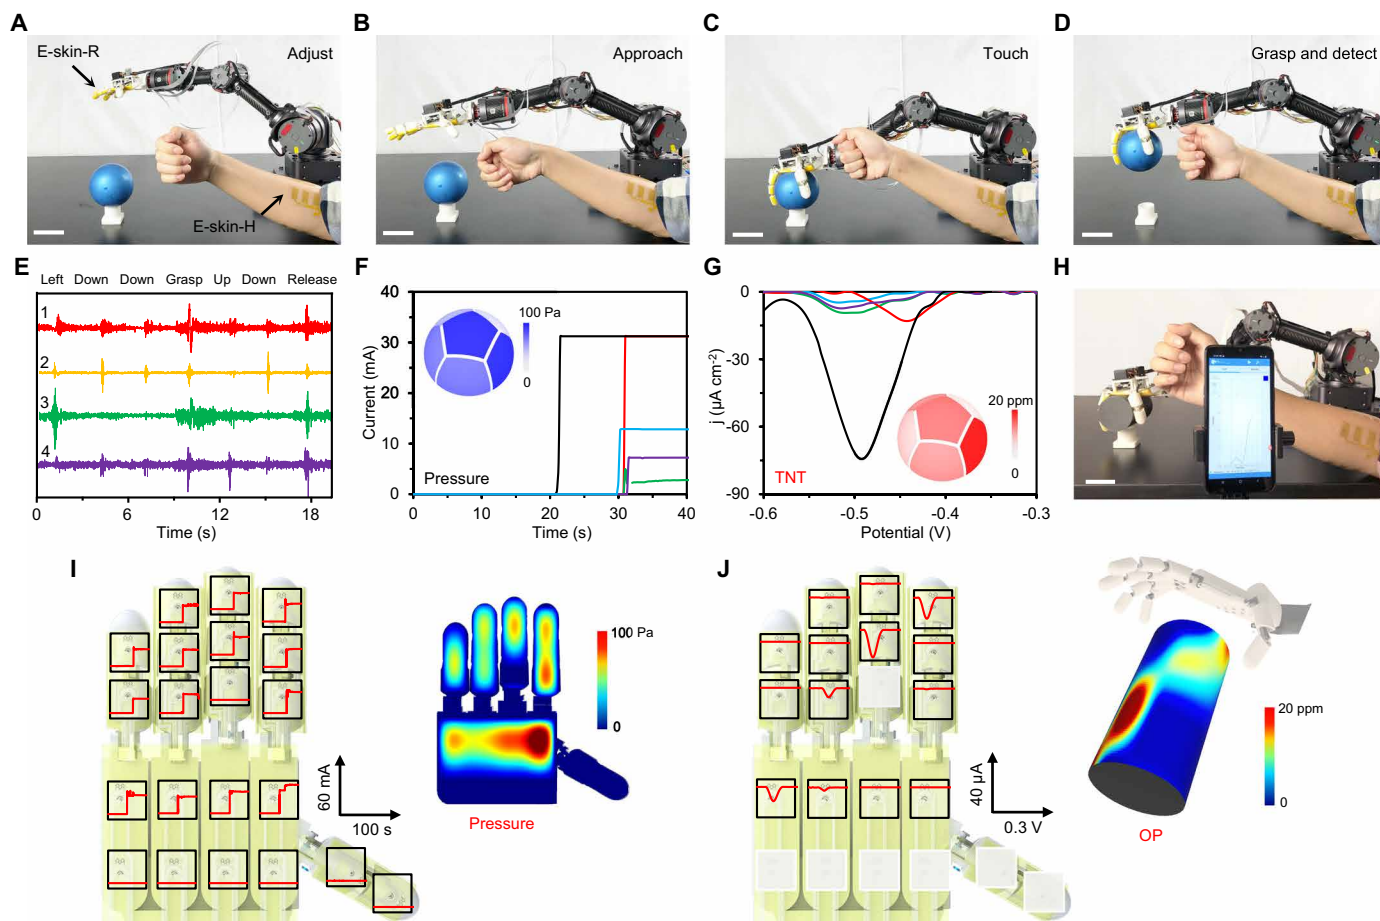 A
E-skin-R
Adjust
E-skin-H
B
Approach
C
Touch
D
Grasp and detect
E
Left Down Down Grasp Up Down Release
1
2
3
4
0 6 12 18
Time (s)
F
40
30
20
10
0
Current (mA)
100 Pa
0
Pressure
0 10 20 30 40
Time (s)
G
0
-30
-60
-90
j (µA cm⁻²)
20 ppm
0
TNT
-0.6 -0.5 -0.4 -0.3
Potential (V)
H
I
60 mA
100 s
100 Pa
0
Pressure
J
40 µA
0.3 V
20 ppm
0
OP